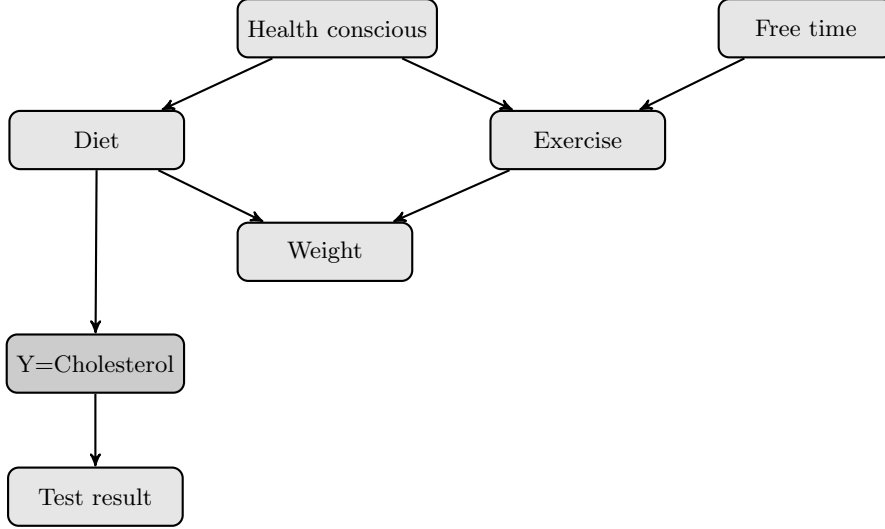 Health conscious
Free time
Diet
Exercise
Weight
Y=Cholesterol
Test result